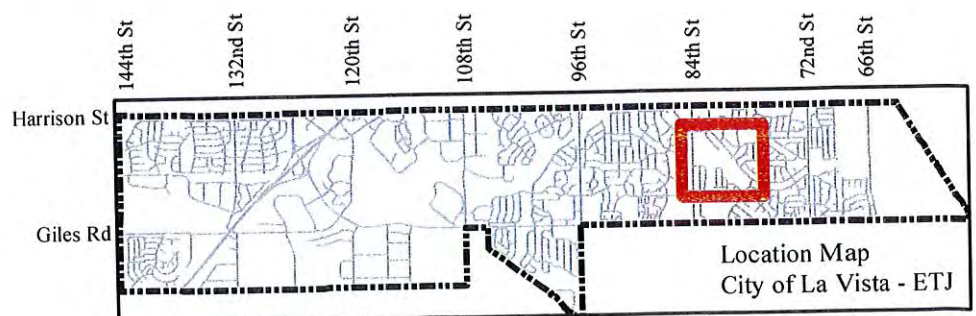 144th St
132nd St
120th St
108th St
96th St
84th St
72nd St
66th St
Harrison St
Giles Rd
Location Map
City of La Vista - ETJ